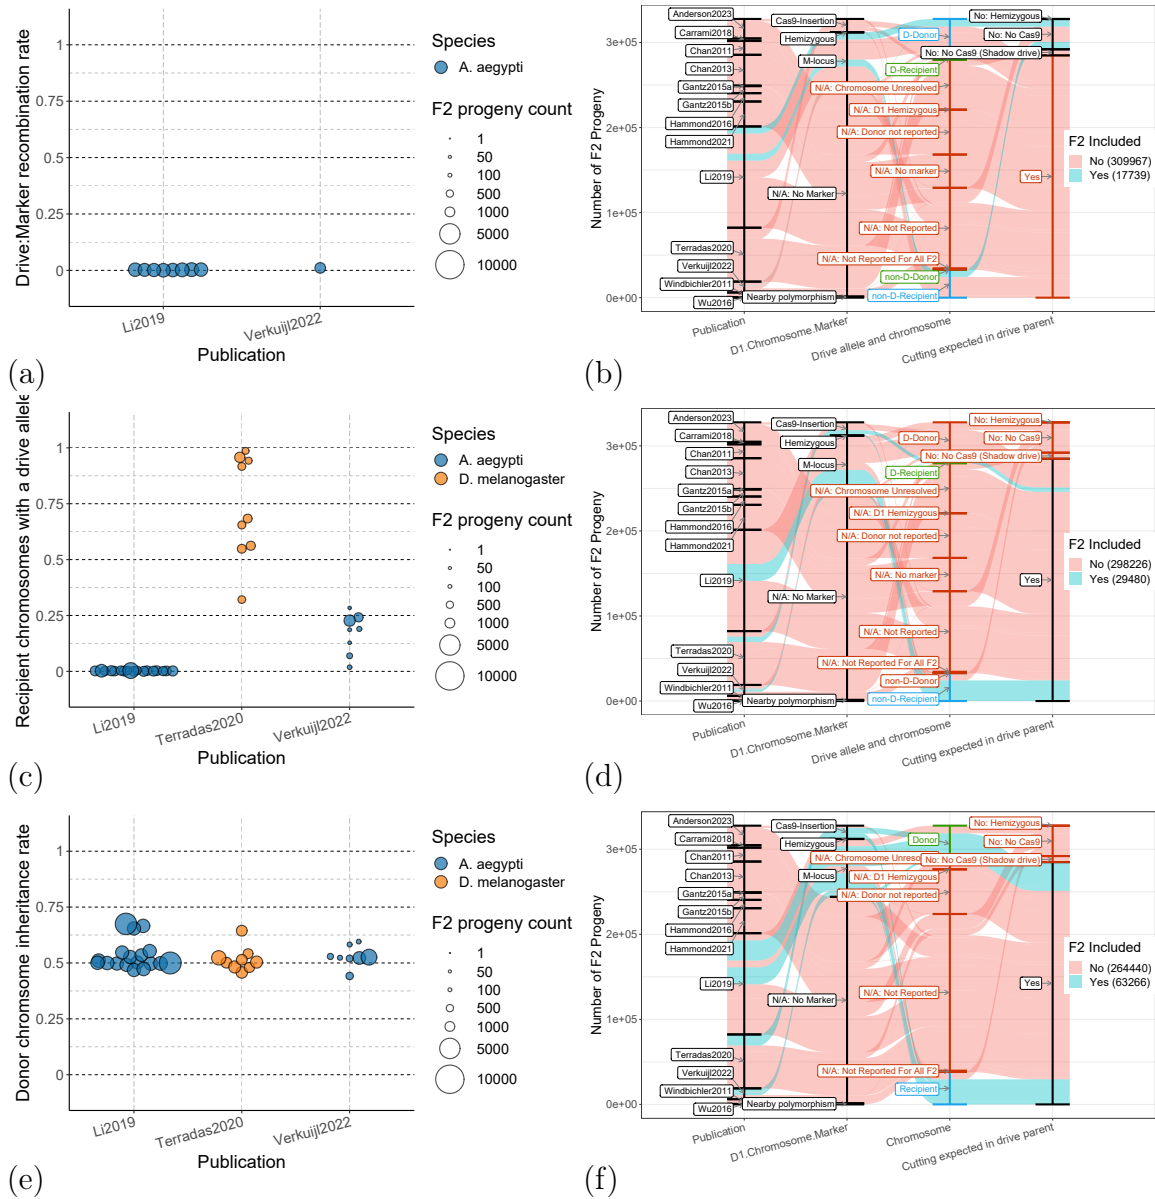 Drive:Marker recombination rate
1
0.75
0.5
0.25
0
Li2019
Verkuijl2022
Publication
Species
A. aegypti
F2 progeny count
1
50
100
500
1000
5000
10000
(a)
Number of F2 Progeny
3e+05
2e+05
1e+05
0e+00
Anderson2023
Carrami2018
Chan2011
Chan2013
Gantz2015a
Gantz2015b
Hammond2016
Hammond2021
Li2019
Terradas2020
Verkuijl2022
Windbichler2011
Wu2016
Cas9-Insertion
Hemizygous
M-locus
N/A: No Marker
Nearby polymorphism
D-Donor
D-Recipient
N/A: Chromosome Unresolved
N/A: D1 Hemizygous
N/A: Donor not reported
N/A: No marker
N/A: Not Reported
N/A: Not Reported For All F2
non-D-Donor
non-D-Recipient
No: Hemizygous
No: No Cas9
No: No Cas9 (Shadow drive)
Yes
Publication
D1.Chromosome.Marker
Drive allele and chromosome
Cutting expected in drive parent
F2 Included
No (309967)
Yes (17739)
(b)
Recipient chromosomes with a drive allele
1
0.75
0.5
0.25
0
Li2019
Terradas2020
Verkuijl2022
Publication
Species
A. aegypti
D. melanogaster
F2 progeny count
1
50
100
500
1000
5000
10000
(c)
Number of F2 Progeny
3e+05
2e+05
1e+05
0e+00
Anderson2023
Carrami2018
Chan2011
Chan2013
Gantz2015a
Gantz2015b
Hammond2016
Hammond2021
Li2019
Terradas2020
Verkuijl2022
Windbichler2011
Wu2016
Cas9-Insertion
Hemizygous
M-locus
N/A: No Marker
Nearby polymorphism
D-Donor
D-Recipient
N/A: Chromosome Unresolved
N/A: D1 Hemizygous
N/A: Donor not reported
N/A: No marker
N/A: Not Reported
N/A: Not Reported For All F2
non-D-Donor
non-D-Recipient
No: Hemizygous
No: No Cas9
No: No Cas9 (Shadow drive)
Yes
Publication
D1.Chromosome.Marker
Drive allele and chromosome
Cutting expected in drive parent
F2 Included
No (298226)
Yes (29480)
(d)
Donor chromsome inheritance rate
1
0.75
0.5
0.25
0
Li2019
Terradas2020
Verkuijl2022
Publication
Species
A. aegypti
D. melanogaster
F2 progeny count
1
50
100
500
1000
5000
10000
(e)
Number of F2 Progeny
3e+05
2e+05
1e+05
0e+00
Anderson2023
Carrami2018
Chan2011
Chan2013
Gantz2015a
Gantz2015b
Hammond2016
Hammond2021
Li2019
Terradas2020
Verkuijl2022
Windbichler2011
Wu2016
Cas9-Insertion
Hemizygous
M-locus
N/A: No Marker
Nearby polymorphism
Donor
N/A: Chromosome Unreso
N/A: D1 Hemizygous
N/A: Donor not reported
N/A: Not Reported
N/A: Not Reported For All F2
Recipient
No: Hemizygous
No: No Cas9
No: No Cas9 (Shadow drive)
Yes
Publication
D1.Chromosome.Marker
Chromosome
Cutting expected in drive parent
F2 Included
No (264440)
Yes (63266)
(f)